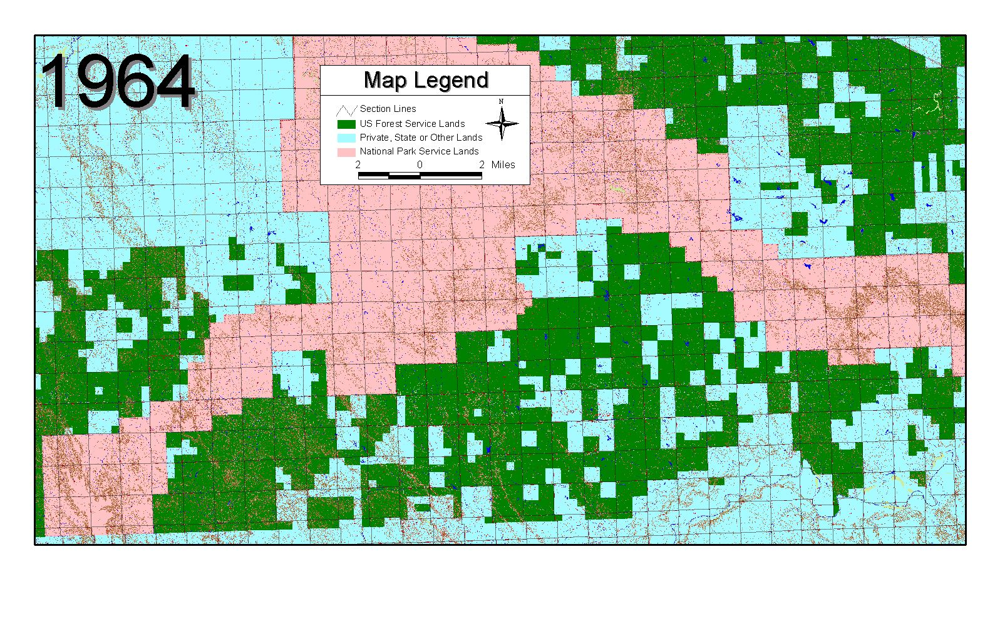 1964
Map Legend
N
Section Lines
US Forest Service Lands
Private, State or Other Lands
National Park Service Lands
2 0 2 Miles